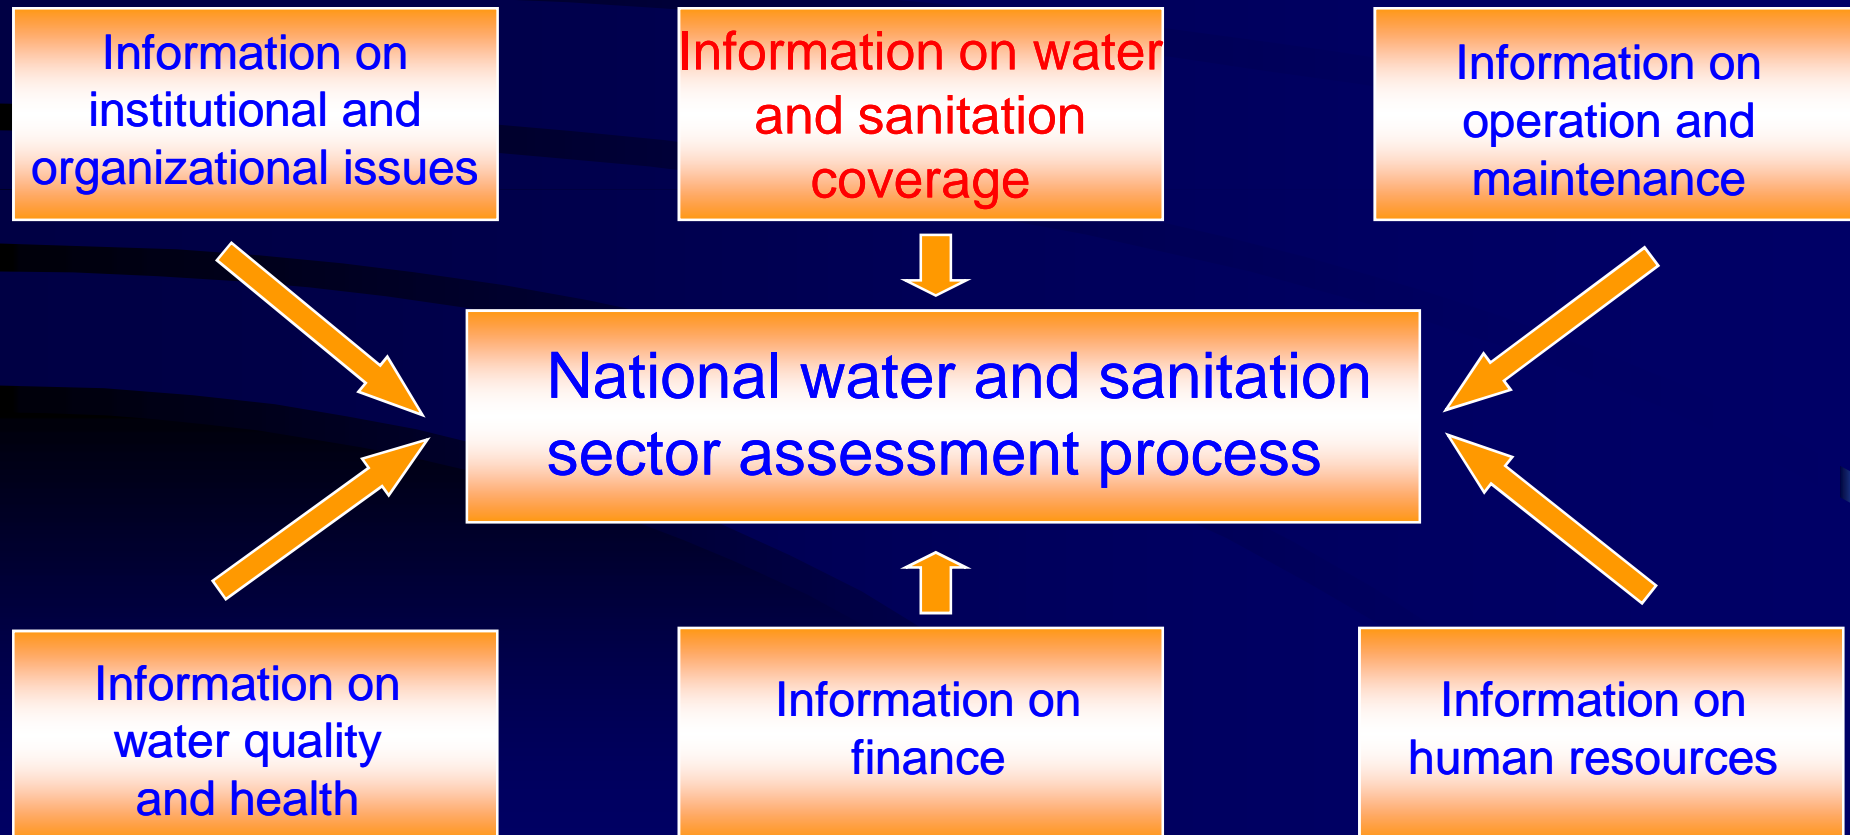 Information on
institutional and
organizational issues
Information on water
and sanitation
coverage
Information on
operation and
maintenance
National water and sanitation
sector assessment process
Information on
water quality
and health
Information on
finance
Information on
human resources